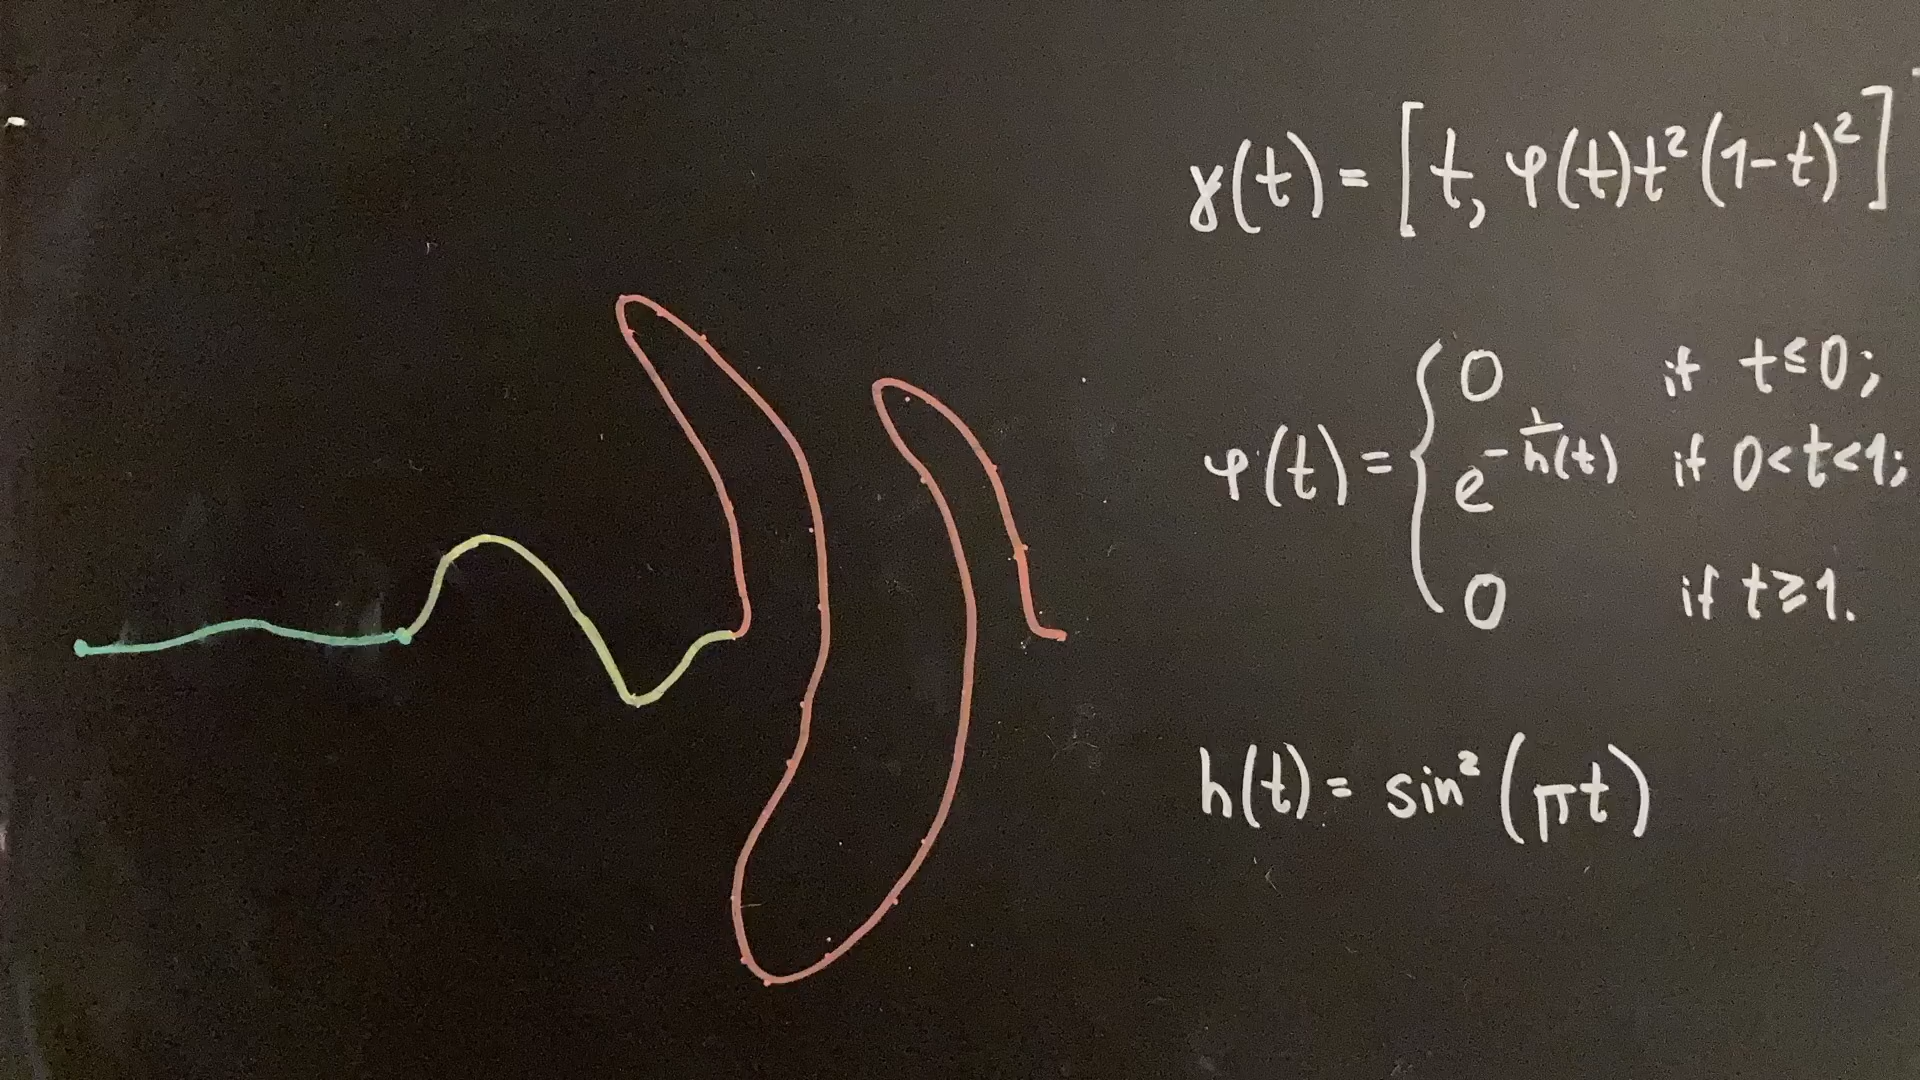 γ(t) = [t, φ(t)t²(1-t)²]
φ(t) = { 0 if t ≤ 0;
e^(-1/h(t)) if 0<t<1;
0 if t ≥ 1.
h(t) = sin² (πt)